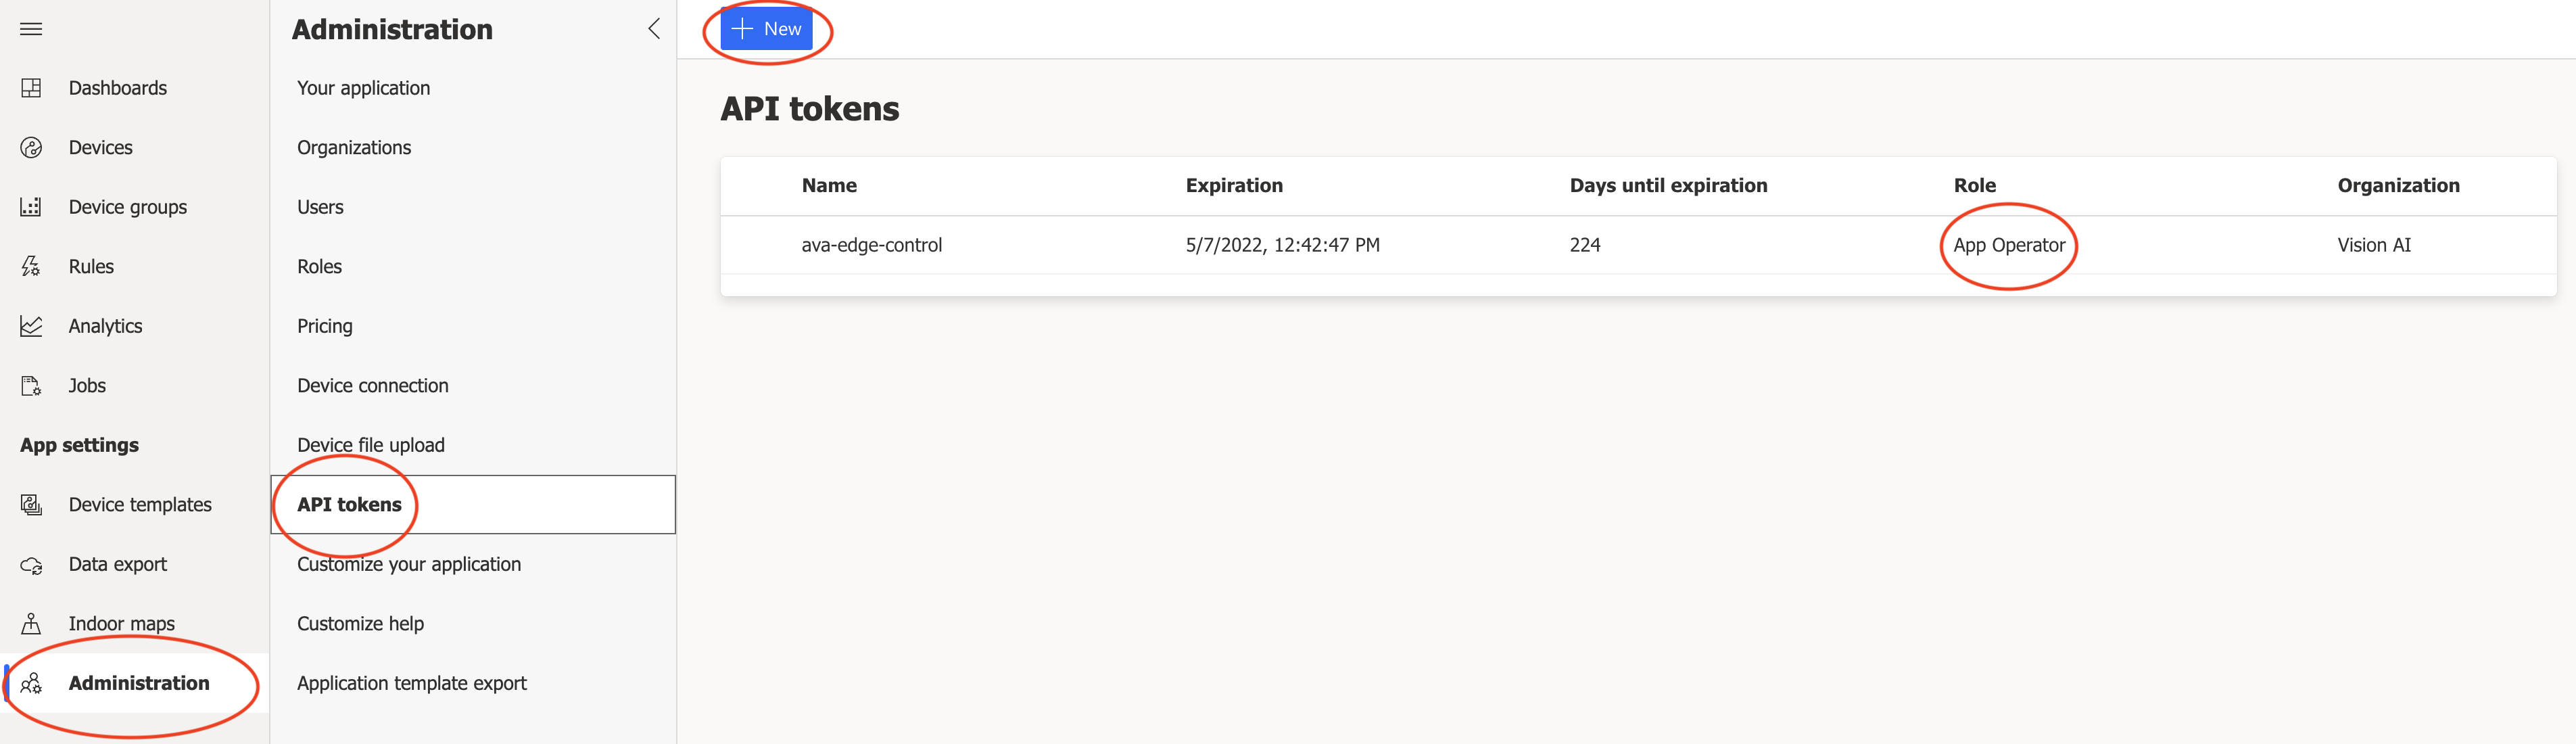 Dashboards
Devices
Device groups
Rules
Analytics
Jobs
App settings
Device templates
Data export
Indoor maps
Administration
Administration
Your application
Organizations
Users
Roles
Pricing
Device connection
Device file upload
API tokens
Customize your application
Customize help
Application template export
New
API tokens
Name Expiration Days until expiration Role Organization
ava-edge-control 5/7/2022, 12:42:47 PM 224 App Operator Vision AI